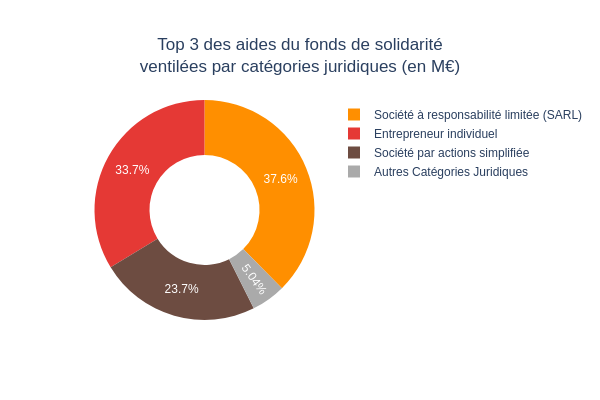 Top 3 des aides du fonds de solidarité
ventilées par catégories juridiques (en M€)
Société à responsabilité limitée (SARL)
Entrepreneur individuel
Société par actions simplifiée
Autres Catégories Juridiques
33.7%
37.6%
23.7%
5.04%